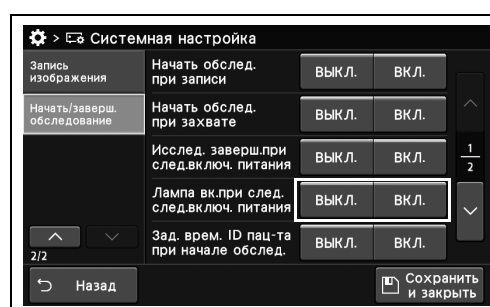 > Системная настройка
Запись
изображения
Начать/заверш.
обследование
2/2
Начать обслед.
при записи
ВЫКЛ.
ВКЛ.
Начать обслед.
при захвате
ВЫКЛ.
ВКЛ.
Исслед. заверш.при
след.включ. питания
ВЫКЛ.
ВКЛ.
Лампа вк.при след.
след.включ. питания
ВЫКЛ.
ВКЛ.
Зад. врем. ID пац-та
при начале обслед.
ВЫКЛ.
ВКЛ.
1
2
Назад
Сохранить
и закрыть